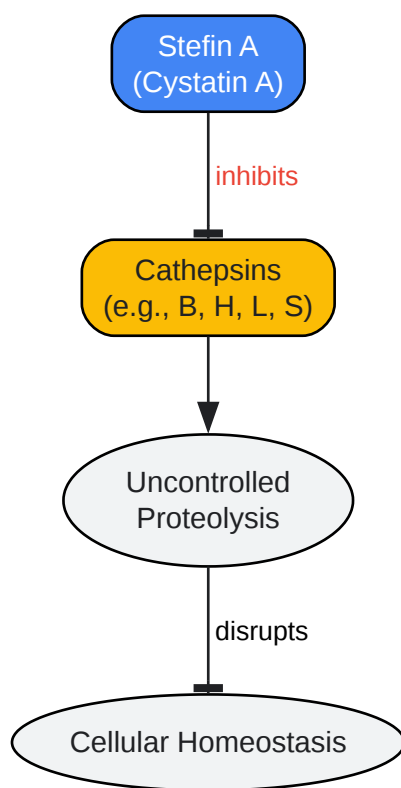 Stefin A
(Cystatin A)
inhibits
Cathepsins
(e.g., B, H, L, S)
Uncontrolled
Proteolysis
disrupts
Cellular Homeostasis